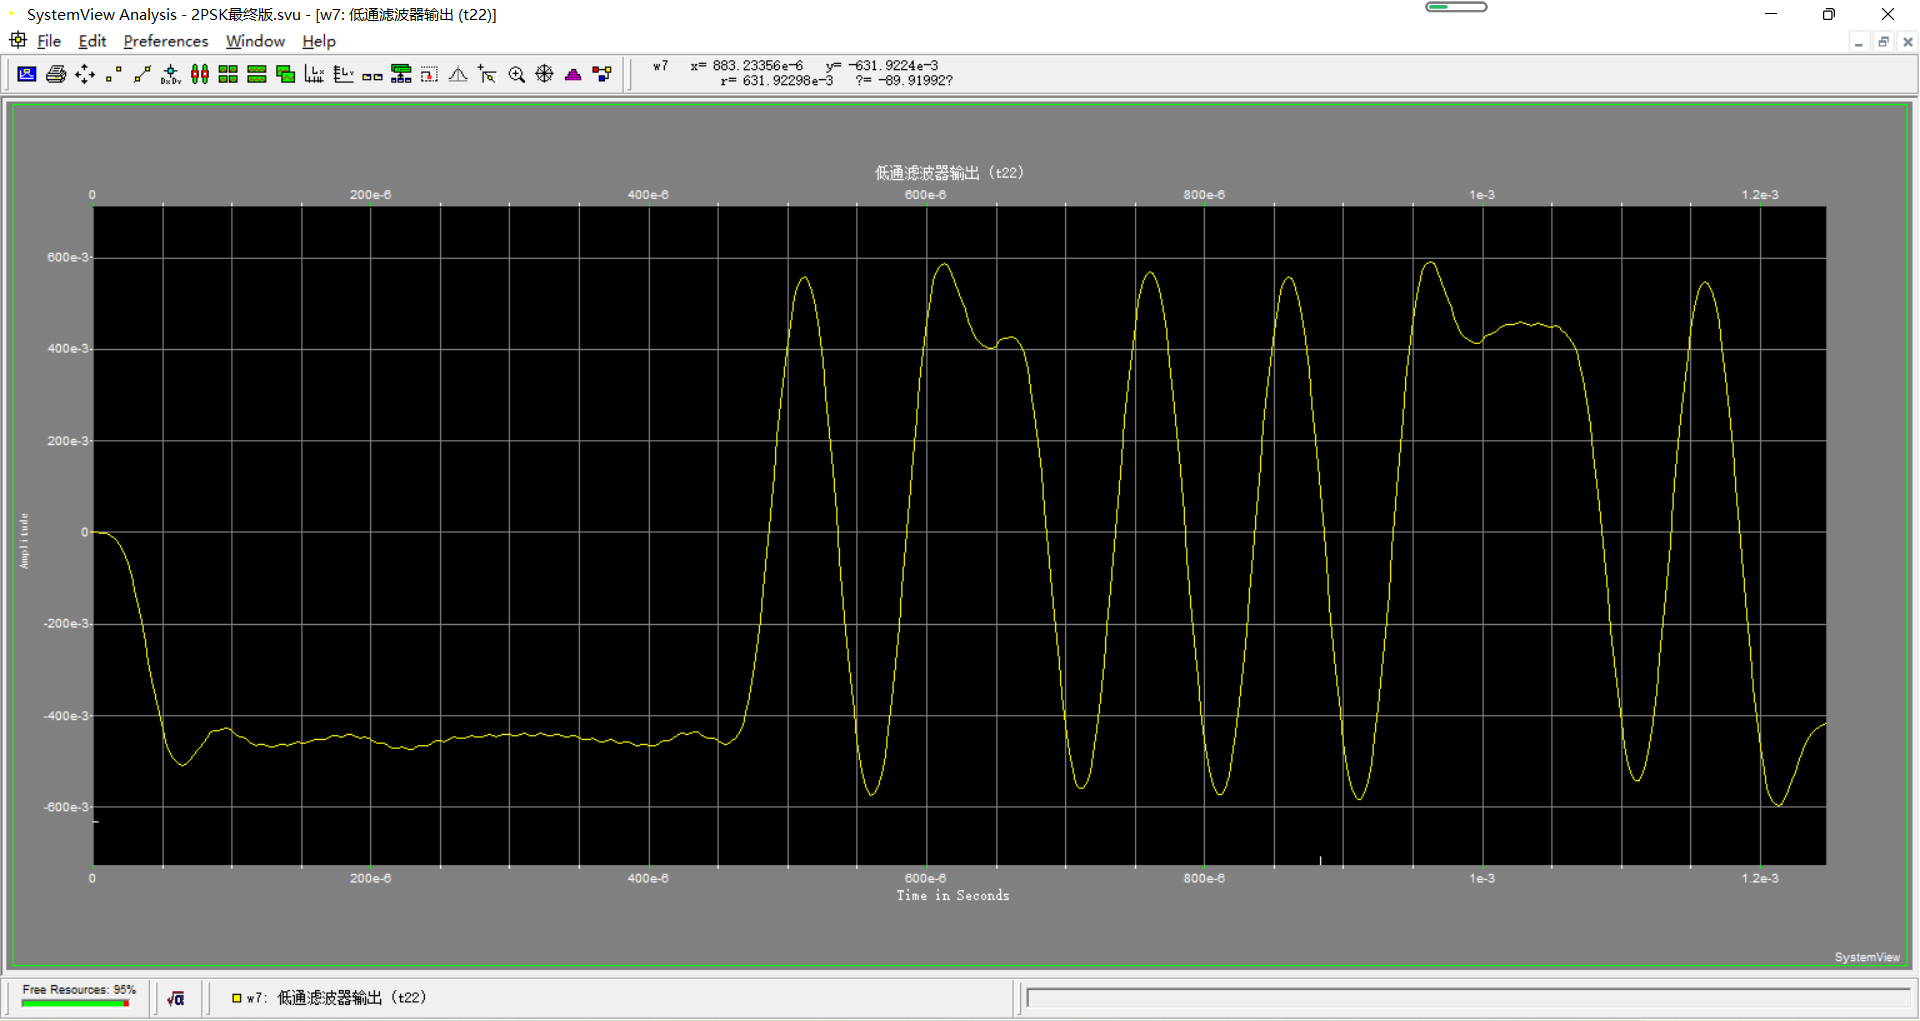 SystemView Analysis - 2PSK最终版.svu - [w7: 低通滤波器输出 (t22)]
File Edit Preferences Window Help
w7 x= 883.23356e-6 y= -631.9224e-3
r= 631.92298e-3 ?= -89.91992?
低通滤波器输出 (t22)
0 200e-6 400e-6 600e-6 800e-6 1e-3 1.2e-3
600e-3
400e-3
200e-3
0
-200e-3
-400e-3
-600e-3
Amplitude
0 200e-6 400e-6 600e-6 800e-6 1e-3 1.2e-3
Time in Seconds
SystemView
Free Resources: 95%
√α
w7: 低通滤波器输出 (t22)